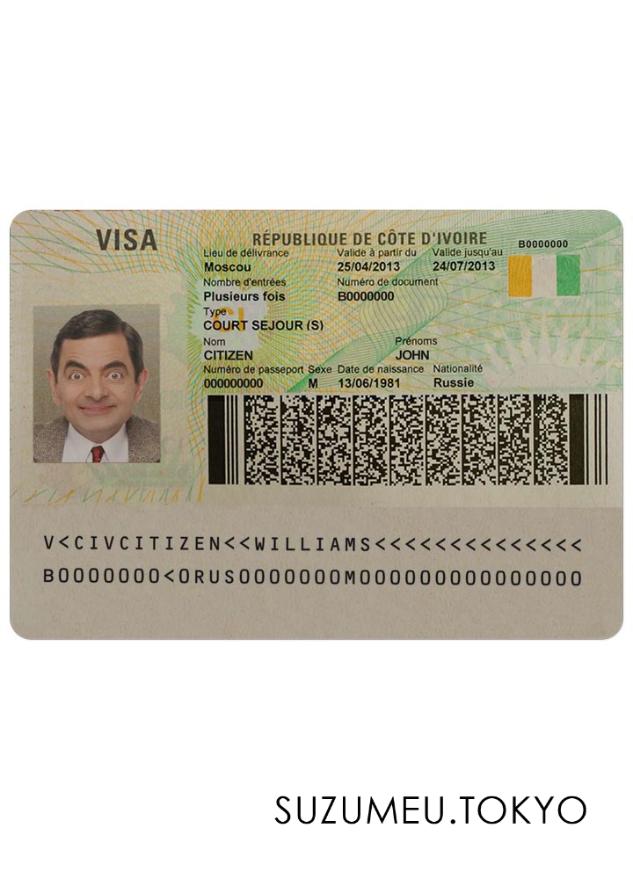 VISA
RÉPUBLIQUE DE CÔTE D'IVOIRE
B0000000
Lieu de délivrance Valide à partir du Valide jusqu'au
Moscou 25/04/2013 24/07/2013
Nombre d'entrées Numéro de document
Plusieurs fois B0000000
Type
COURT SEJOUR (S)
Nom Prénoms
CITIZEN JOHN
Numéro de passeport Sexe Date de naissance Nationalité
000000000 M 13/06/1981 Russie
V<CIVCITIZEN<<WILLIAMS<<<<<<<<<<<<<<
B0000000<0RUS0000000M000000000000000
SUZUMEU.TOKYO